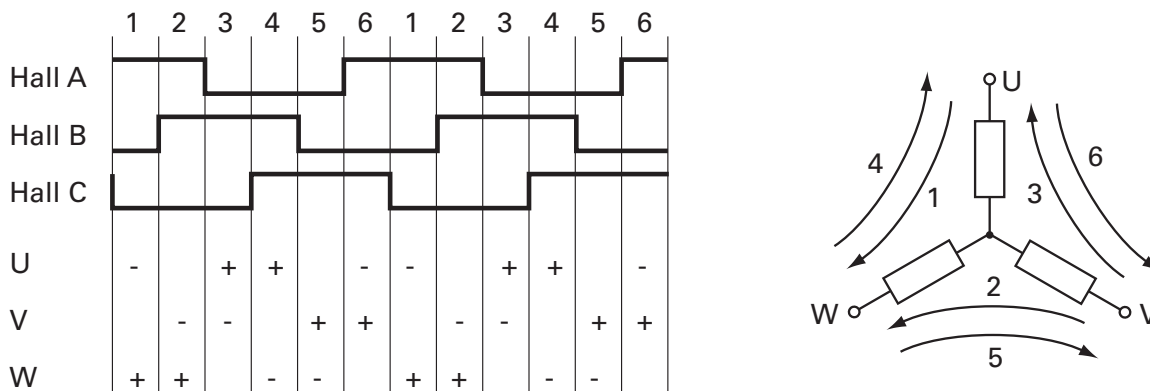 1 2 3 4 5 6 1 2 3 4 5 6
Hall A
Hall B
Hall C
U - + + - - + + -
V - - + + - - + +
W + + - - + + - -
U
4 1 3 6
W 2 V
5